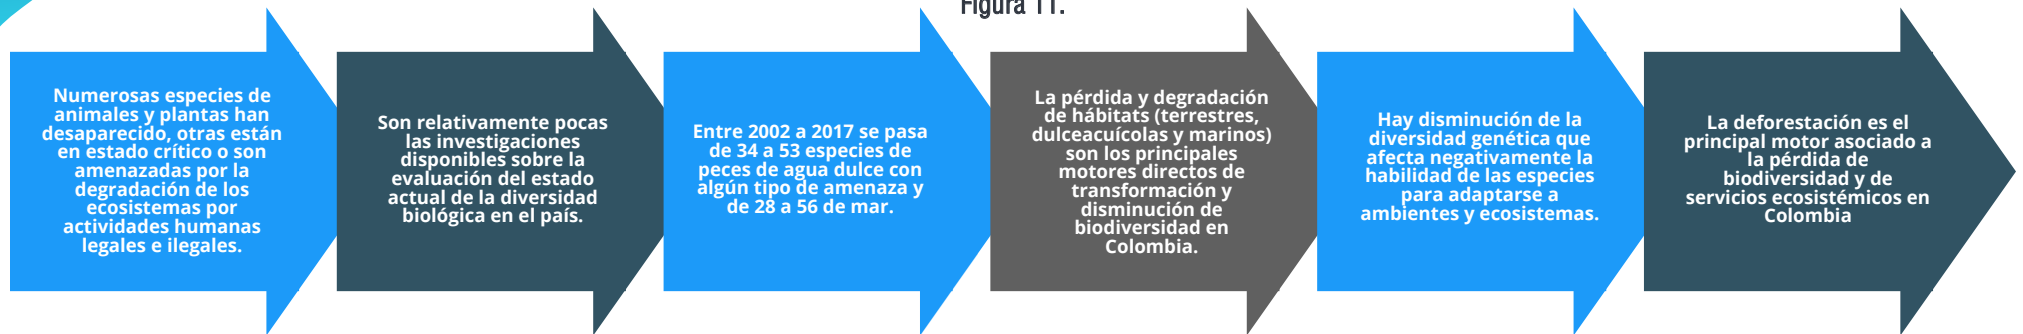 Figura 11.
Numerosas especies de
animales y plantas han
desaparecido, otras están
en estado crítico o son
amenazadas por la
degradación de los
ecosistemas por
actividades humanas
legales e ilegales.
Son relativamente pocas
las investigaciones
disponibles sobre la
evaluación del estado
actual de la diversidad
biológica en el país.
Entre 2002 a 2017 se pasa
de 34 a 53 especies de
peces de agua dulce con
algún tipo de amenaza y
de 28 a 56 de mar.
La pérdida y degradación
de hábitats (terrestres,
dulceacuícolas y marinos)
son los principales
motores directos de
transformación y
disminución de
biodiversidad en
Colombia.
Hay disminución de la
diversidad genética que
afecta negativamente la
habilidad de las especies
para adaptarse a
ambientes y ecosistemas.
La deforestación es el
principal motor asociado a
la pérdida de
biodiversidad y de
servicios ecosistémicos en
Colombia